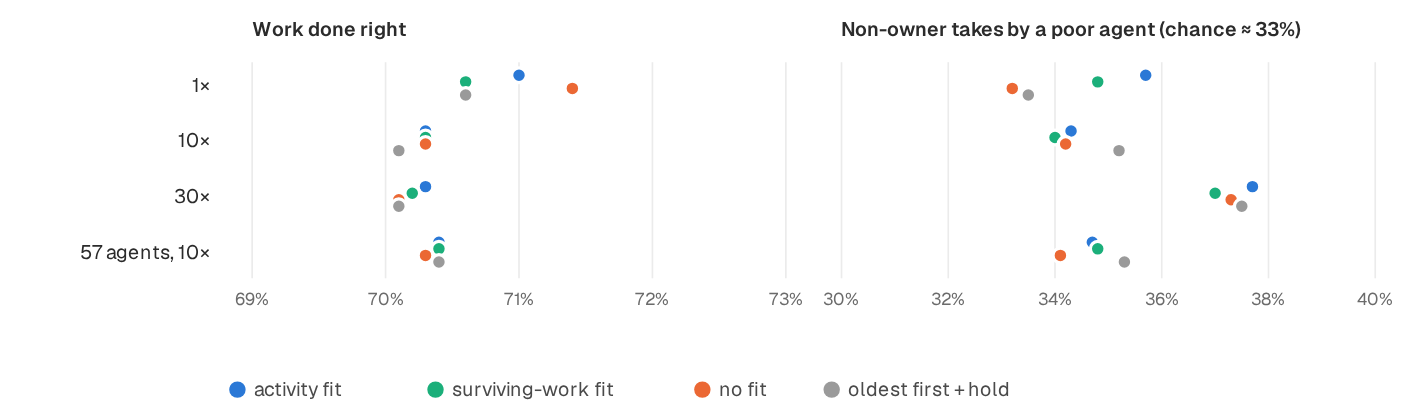 Work done right
Non-owner takes by a poor agent (chance ≈ 33%)
1×
10×
30×
57 agents, 10×
69% 70% 71% 72% 73% 30% 32% 34% 36% 38% 40%
activity fit surviving-work fit no fit oldest first + hold